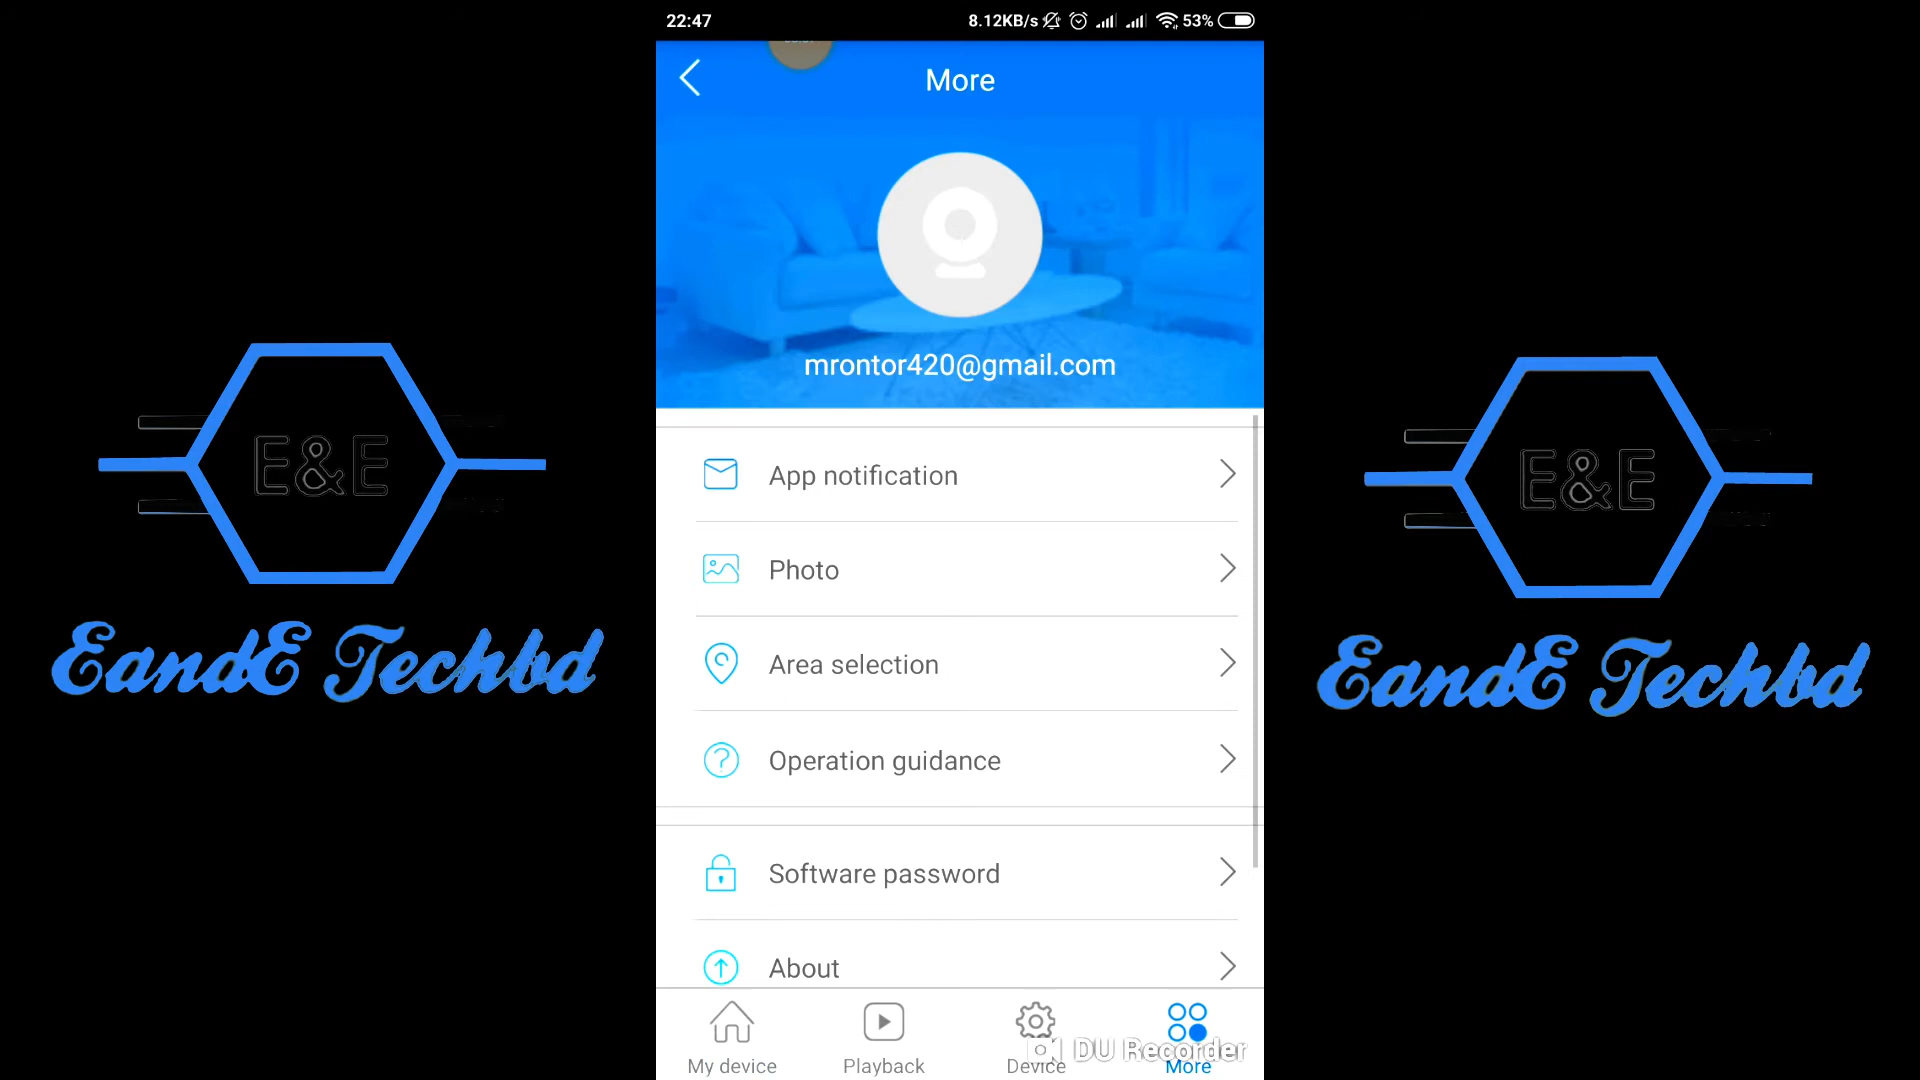 22:47
8.12KB/s
53%
More
mrontor420@gmail.com
App notification
Photo
Area selection
Operation guidance
Software password
About
My device
Playback
Device
More
DU Recorder
E&E
EandE Techbd
E&E
EandE Techbd